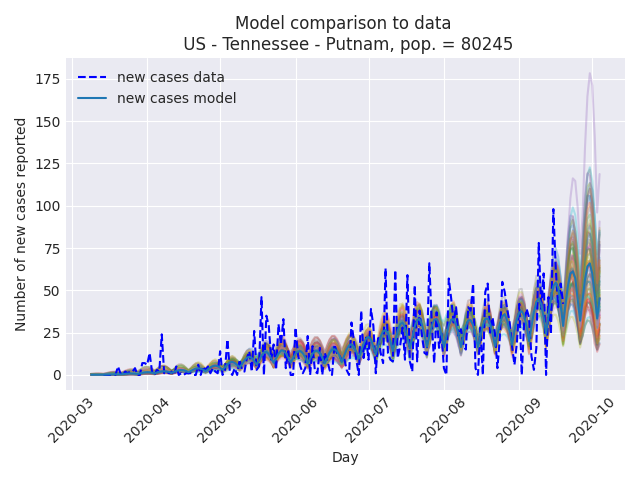 Model comparison to data
US - Tennessee - Putnam, pop. = 80245
new cases data
new cases model
Number of new cases reported
175
150
125
100
75
50
25
0
2020-03
2020-04
2020-05
2020-06
2020-07
2020-08
2020-09
2020-10
Day